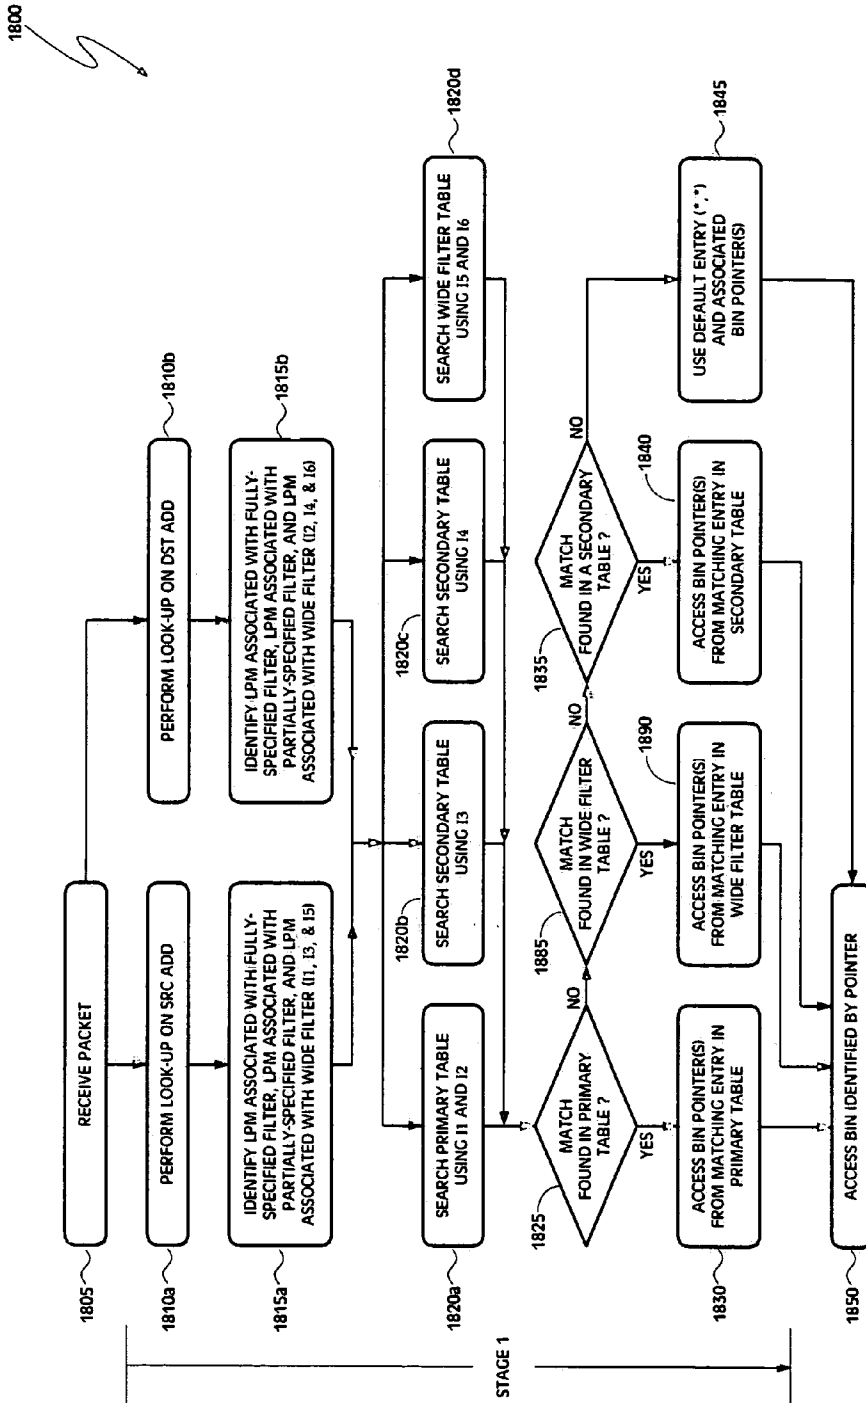 1800
RECEIVE PACKET
1805
PERFORM LOOK-UP ON SRC ADD
1810a
PERFORM LOOK-UP ON DST ADD
1810b
IDENTIFY LPM ASSOCIATED WITH FULLY-
SPECIFIED FILTER, LPM ASSOCIATED WITH
PARTIALLY-SPECIFIED FILTER, AND LPM
ASSOCIATED WITH WIDE FILTER (I1, I3, & I5)
1815a
IDENTIFY LPM ASSOCIATED WITH FULLY-
SPECIFIED FILTER, LPM ASSOCIATED WITH
PARTIALLY-SPECIFIED FILTER, AND LPM
ASSOCIATED WITH WIDE FILTER (I2, I4, & I6)
1815b
SEARCH PRIMARY TABLE
USING I1 AND I2
1820a
SEARCH SECONDARY TABLE
USING I3
1820b
SEARCH SECONDARY TABLE
USING I4
1820c
SEARCH WIDE FILTER TABLE
USING I5 AND I6
1820d
MATCH
FOUND IN PRIMARY
TABLE ?
1825
NO
YES
MATCH
FOUND IN WIDE FILTER
TABLE ?
1885
NO
YES
MATCH
FOUND IN A SECONDARY
TABLE ?
1835
NO
YES
ACCESS BIN POINTER(S)
FROM MATCHING ENTRY IN
PRIMARY TABLE
1830
ACCESS BIN POINTER(S)
FROM MATCHING ENTRY IN
WIDE FILTER TABLE
1890
ACCESS BIN POINTER(S)
FROM MATCHING ENTRY IN
SECONDARY TABLE
1840
USE DEFAULT ENTRY (*,*)
AND ASSOCIATED
BIN POINTER(S)
1845
ACCESS BIN IDENTIFIED BY POINTER
1850
STAGE 1